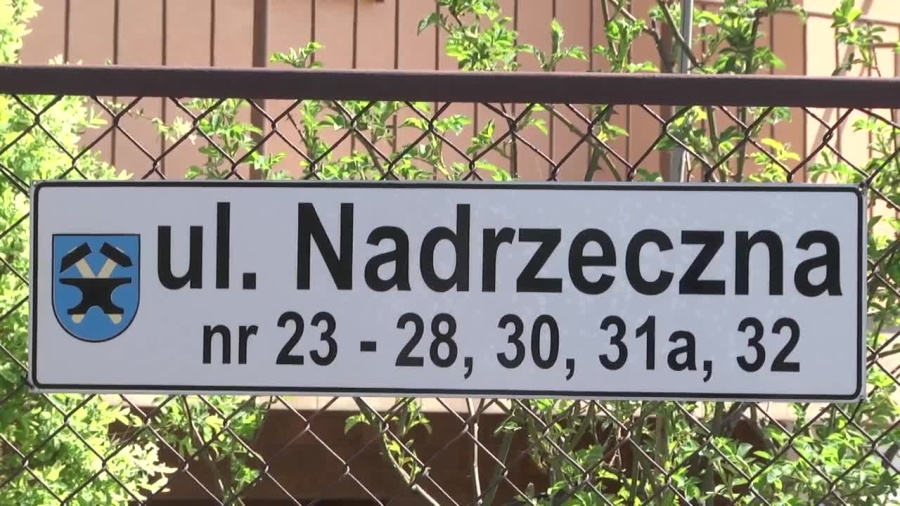 ul. Nadrzeczna
nr 23 - 28, 30, 31a, 32